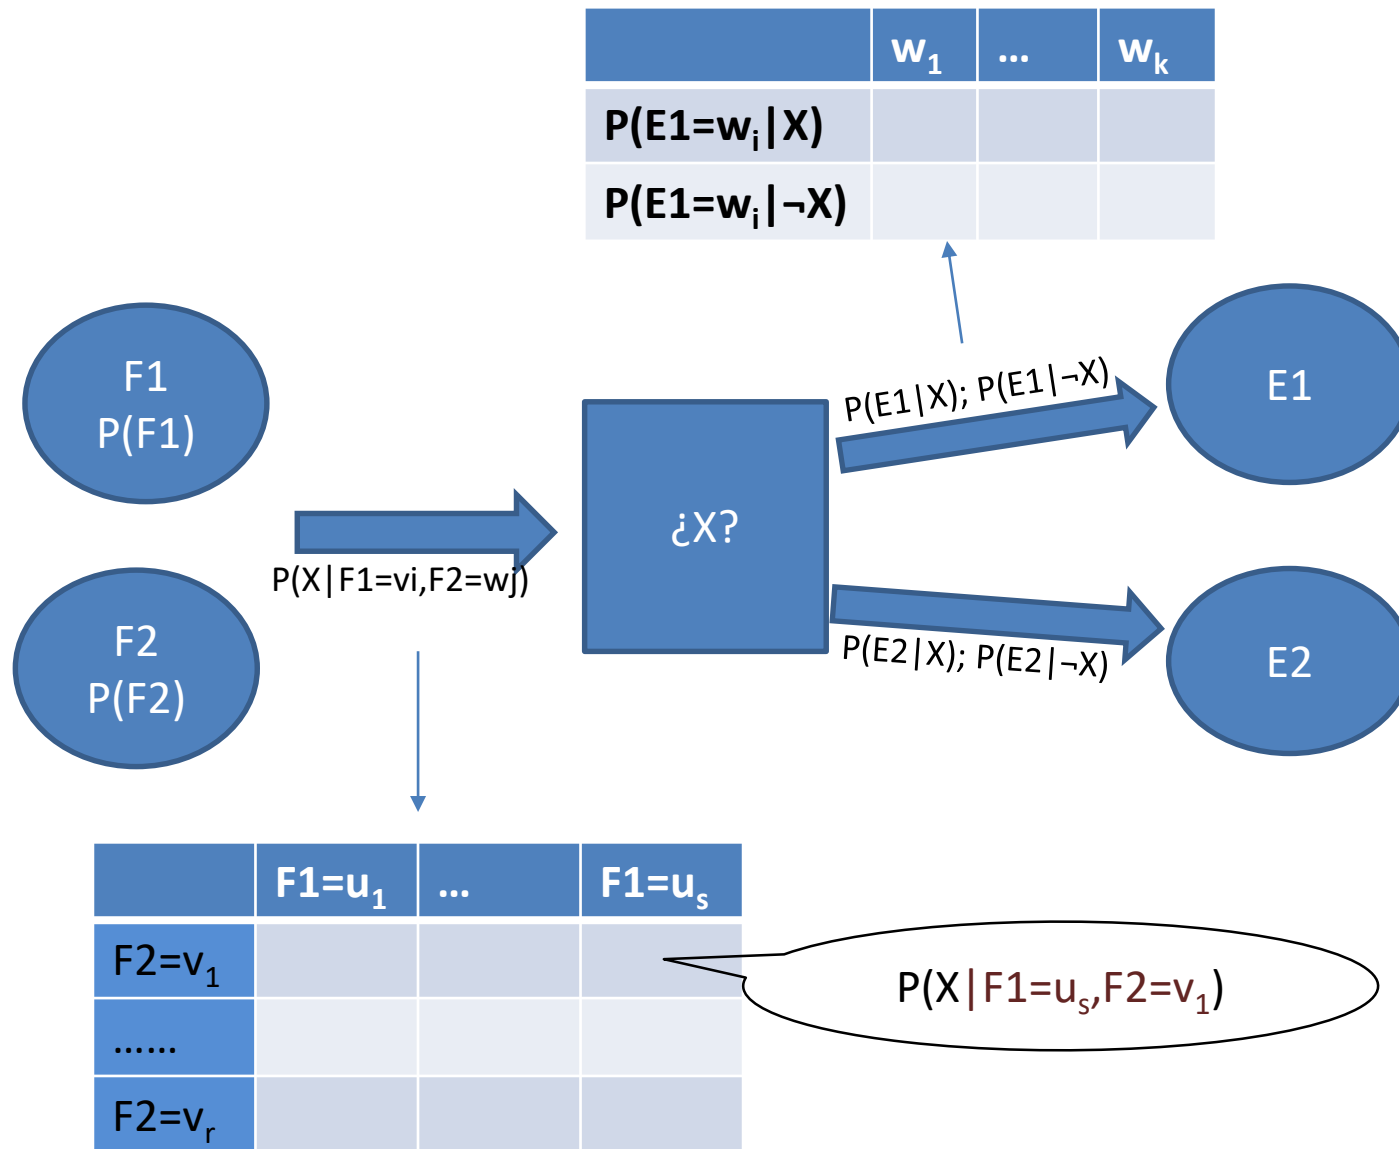 w₁ … wₖ
P(E1=wᵢ|X)
P(E1=wᵢ|¬X)
F1
P(F1)
P(E1|X); P(E1|¬X)
E1
¿X?
P(X|F1=vi,F2=wj)
F2
P(F2)
P(E2|X); P(E2|¬X)
E2
F1=u₁ … F1=uₛ
F2=v₁
P(X|F1=uₛ,F2=v₁)
……
F2=vᵣ